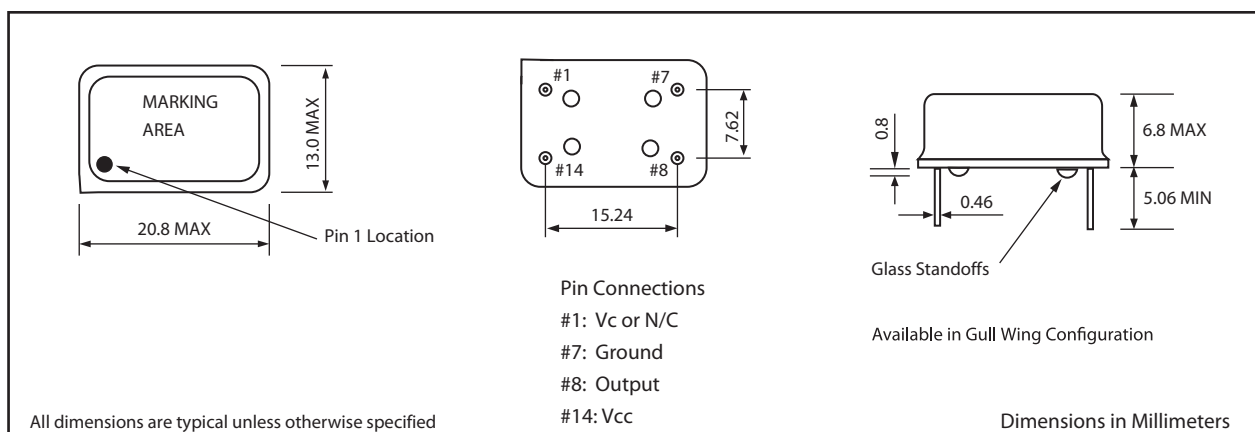 MARKING
AREA
13.0 MAX
20.8 MAX
Pin 1 Location
#1
#7
#14
#8
7.62
15.24
Pin Connections
#1: Vc or N/C
#7: Ground
#8: Output
#14: Vcc
0.8
6.8 MAX
0.46
5.06 MIN
Glass Standoffs
Available in Gull Wing Configuration
All dimensions are typical unless otherwise specified
Dimensions in Millimeters